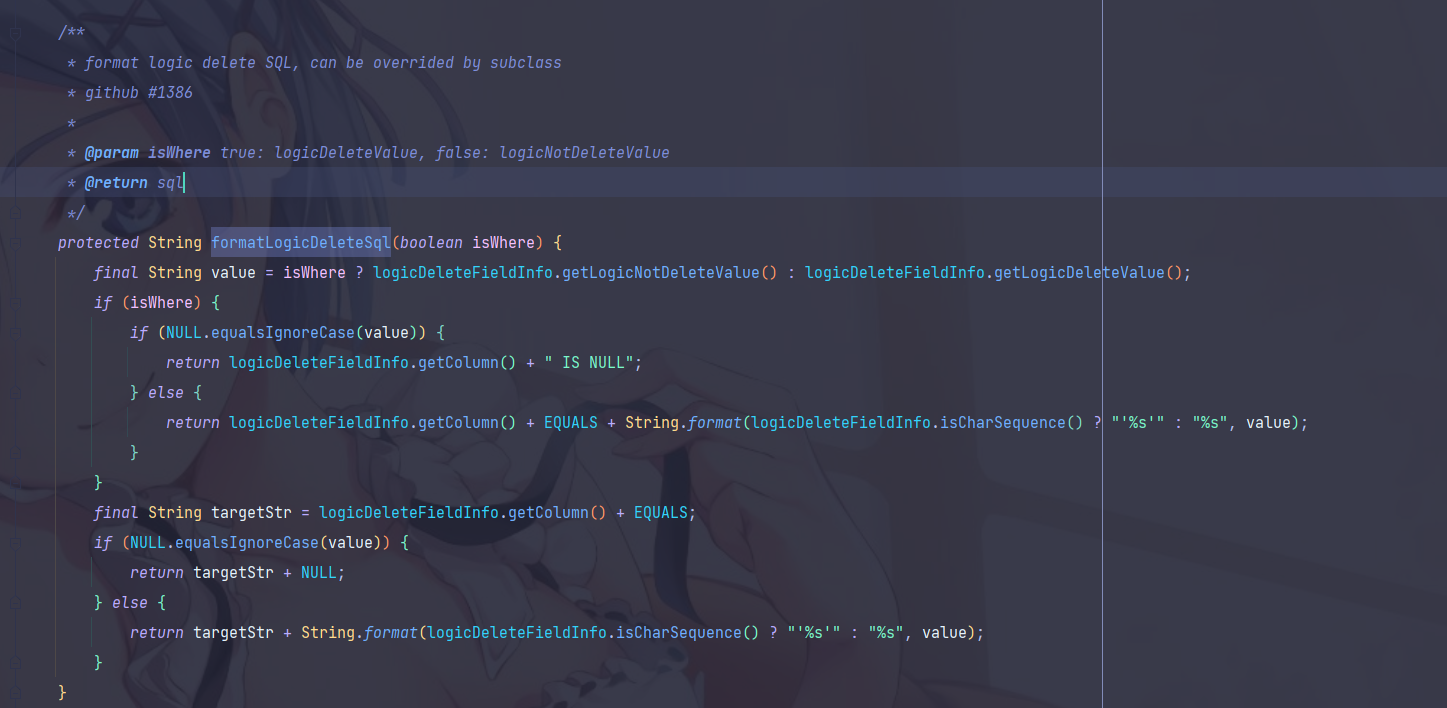 /**
 * format logic delete SQL, can be overrided by subclass
 * github #1386
 *
 * @param isWhere true: logicDeleteValue, false: logicNotDeleteValue
 * @return sql
 */
protected String formatLogicDeleteSql(boolean isWhere) {
    final String value = isWhere ? logicDeleteFieldInfo.getLogicNotDeleteValue() : logicDeleteFieldInfo.getLogicDeleteValue();
    if (isWhere) {
        if (NULL.equalsIgnoreCase(value)) {
            return logicDeleteFieldInfo.getColumn() + " IS NULL";
        } else {
            return logicDeleteFieldInfo.getColumn() + EQUALS + String.format(logicDeleteFieldInfo.isCharSequence() ? "'%s'" : "%s", value);
        }
    }
    final String targetStr = logicDeleteFieldInfo.getColumn() + EQUALS;
    if (NULL.equalsIgnoreCase(value)) {
        return targetStr + NULL;
    } else {
        return targetStr + String.format(logicDeleteFieldInfo.isCharSequence() ? "'%s'" : "%s", value);
    }
}